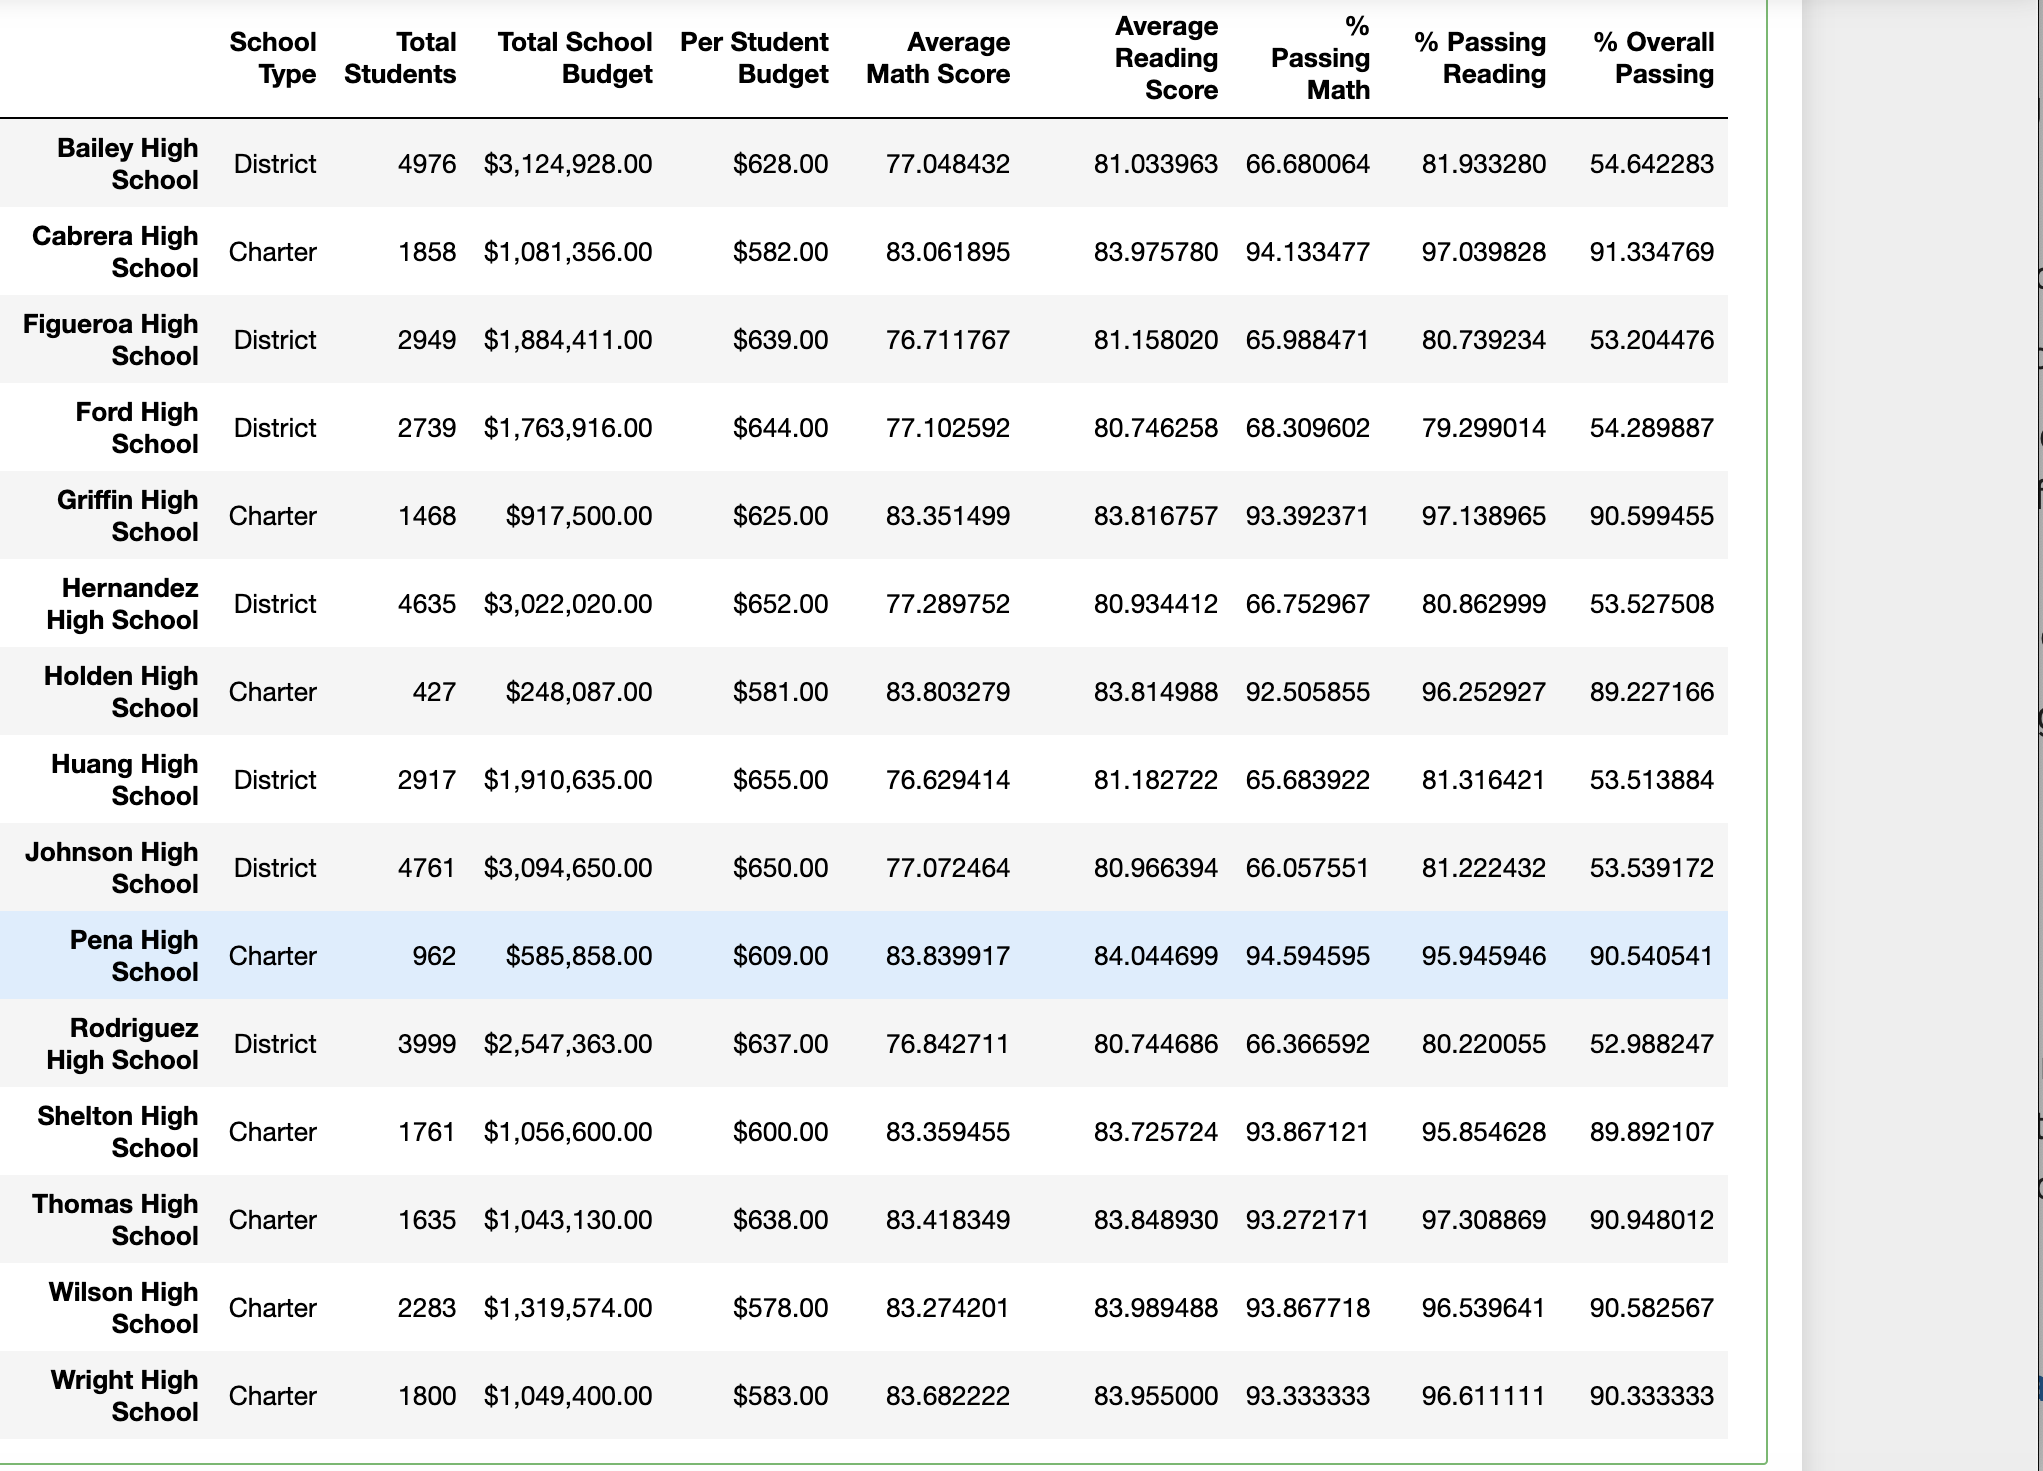 School Type	Total Students	Total School Budget	Per Student Budget	Average Math Score	Average Reading Score	% Passing Math	% Passing Reading	% Overall Passing
Bailey High School	District	4976	$3,124,928.00	$628.00	77.048432	81.033963	66.680064	81.933280	54.642283
Cabrera High School	Charter	1858	$1,081,356.00	$582.00	83.061895	83.975780	94.133477	97.039828	91.334769
Figueroa High School	District	2949	$1,884,411.00	$639.00	76.711767	81.158020	65.988471	80.739234	53.204476
Ford High School	District	2739	$1,763,916.00	$644.00	77.102592	80.746258	68.309602	79.299014	54.289887
Griffin High School	Charter	1468	$917,500.00	$625.00	83.351499	83.816757	93.392371	97.138965	90.599455
Hernandez High School	District	4635	$3,022,020.00	$652.00	77.289752	80.934412	66.752967	80.862999	53.527508
Holden High School	Charter	427	$248,087.00	$581.00	83.803279	83.814988	92.505855	96.252927	89.227166
Huang High School	District	2917	$1,910,635.00	$655.00	76.629414	81.182722	65.683922	81.316421	53.513884
Johnson High School	District	4761	$3,094,650.00	$650.00	77.072464	80.966394	66.057551	81.222432	53.539172
Pena High School	Charter	962	$585,858.00	$609.00	83.839917	84.044699	94.594595	95.945946	90.540541
Rodriguez High School	District	3999	$2,547,363.00	$637.00	76.842711	80.744686	66.366592	80.220055	52.988247
Shelton High School	Charter	1761	$1,056,600.00	$600.00	83.359455	83.725724	93.867121	95.854628	89.892107
Thomas High School	Charter	1635	$1,043,130.00	$638.00	83.418349	83.848930	93.272171	97.308869	90.948012
Wilson High School	Charter	2283	$1,319,574.00	$578.00	83.274201	83.989488	93.867718	96.539641	90.582567
Wright High School	Charter	1800	$1,049,400.00	$583.00	83.682222	83.955000	93.333333	96.611111	90.333333